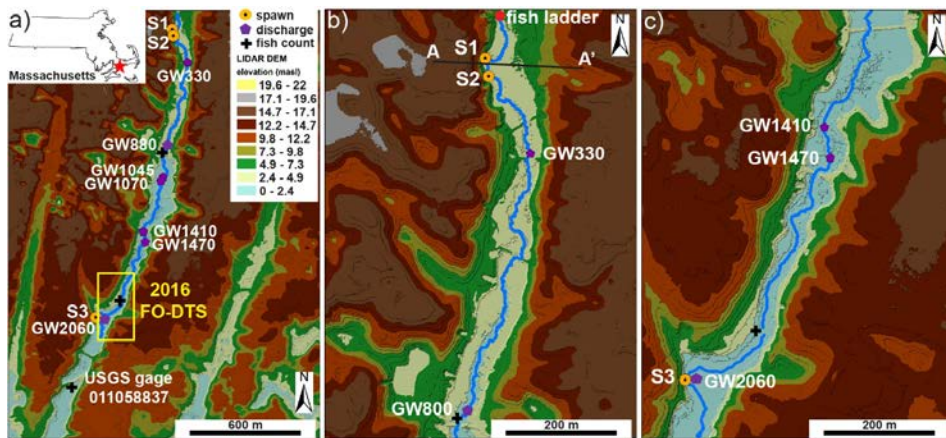 a)
Massachusetts
S1
S2
GW330
GW880
GW1045
GW1070
GW1410
GW1470
2016
FO-DTS
S3
GW2060
USGS gage
011058837
N
600 m
spawn
discharge
fish count
LIDAR DEM
elevation (masl)
19.6 - 22
17.1 - 19.6
14.7 - 17.1
12.2 - 14.7
9.8 - 12.2
7.3 - 9.8
4.9 - 7.3
2.4 - 4.9
0 - 2.4
b)
fish ladder
N
S1
A
A'
S2
GW330
GW800
200 m
c)
N
GW1410
GW1470
S3
GW2060
200 m